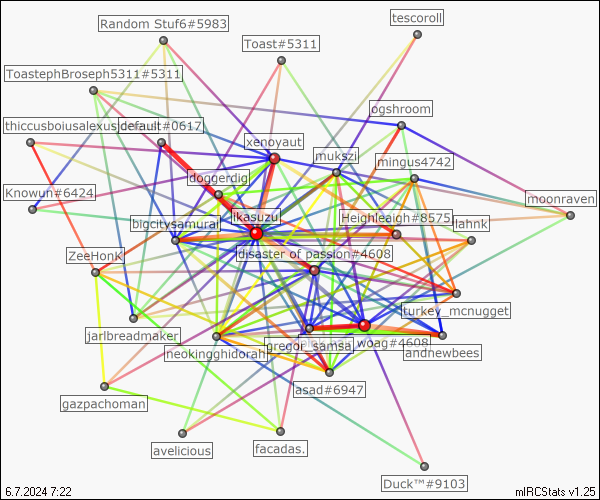 Random Stuf6#5983
tescoroll
Toast#5311
ToastephBroseph5311#5311
ogshroom
thiccusboiusalexus
default#0617
xenoyaut
mukszi
mingus4742
doggerdig
Knowun#6424
moonraven
ikasuzu
Heighleaigh#8575
lahnk
bigcitysamurai
ZeeHonk
disaster of passion#4608
turkey_mcnugget
jarlbreadmaker
neokingghidorah
gregor_samsa
woag#4608
andnewbees
asad#6947
gazpachoman
avelicious
facadas.
Duck™#9103
6.7.2024 7:22
mIRCStats v1.25